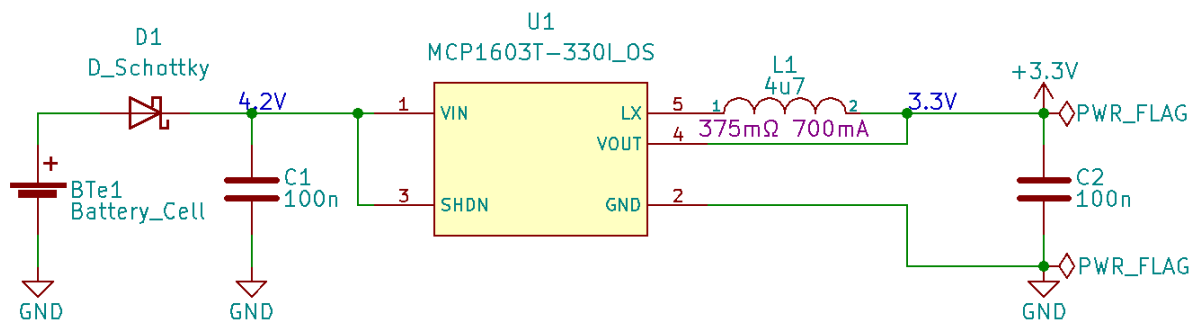 D1
D_Schottky
+
BTe1
Battery_Cell
GND
4.2V
C1
100n
GND
U1
MCP1603T-330I_OS
1
VIN
3
SHDN
LX
5
VOUT
4
GND
2
L1
4u7
1
2
375mΩ 700mA
3.3V
+3.3V
PWR_FLAG
C2
100n
PWR_FLAG
GND